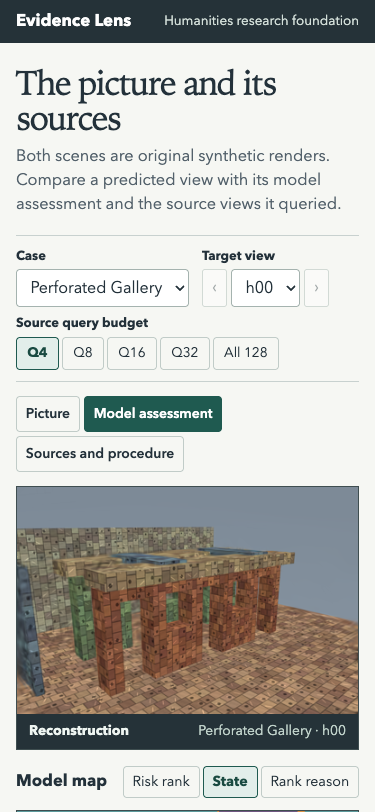 Evidence Lens Humanities research foundation
The picture and its
sources
Both scenes are original synthetic renders.
Compare a predicted view with its model
assessment and the source views it queried.
Case Target view
Perforated Gallery ‹ h00 ›
Source query budget
Q4 Q8 Q16 Q32 All 128
Picture Model assessment
Sources and procedure
Reconstruction Perforated Gallery · h00
Model map Risk rank State Rank reason